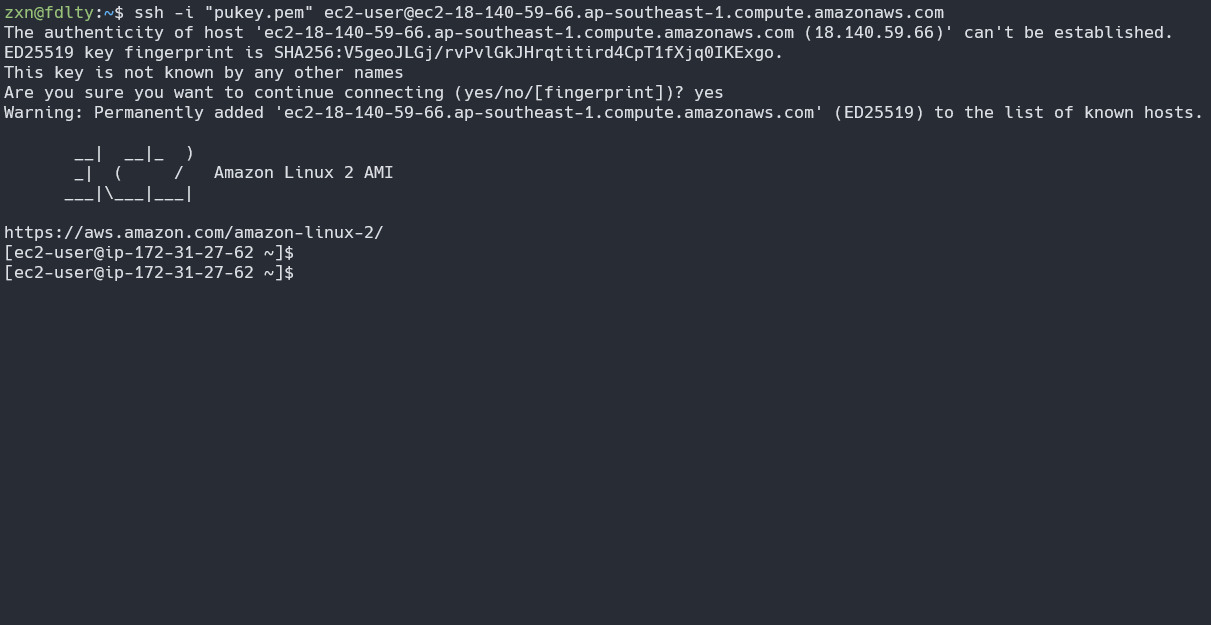 zxn@fdlty:~$ ssh -i "pukey.pem" ec2-user@ec2-18-140-59-66.ap-southeast-1.compute.amazonaws.com
The authenticity of host 'ec2-18-140-59-66.ap-southeast-1.compute.amazonaws.com (18.140.59.66)' can't be established.
ED25519 key fingerprint is SHA256:V5geoJLGj/rvPvlGkJHrqtitird4CpT1fXjq0IKExgo.
This key is not known by any other names
Are you sure you want to continue connecting (yes/no/[fingerprint])? yes
Warning: Permanently added 'ec2-18-140-59-66.ap-southeast-1.compute.amazonaws.com' (ED25519) to the list of known hosts.

       __|  __|_  )
       _|  (     /   Amazon Linux 2 AMI
      ___|\___|___|

https://aws.amazon.com/amazon-linux-2/
[ec2-user@ip-172-31-27-62 ~]$
[ec2-user@ip-172-31-27-62 ~]$